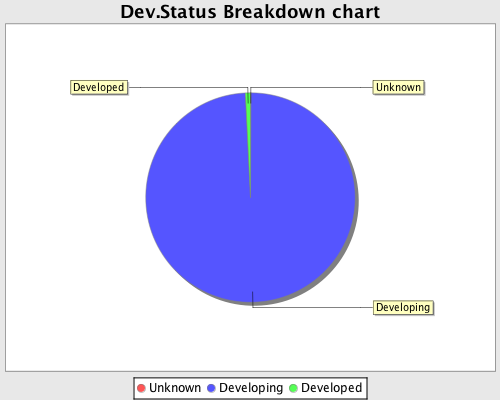 Dev.Status Breakdown chart
Developed
Unknown
Developing
Unknown Developing Developed